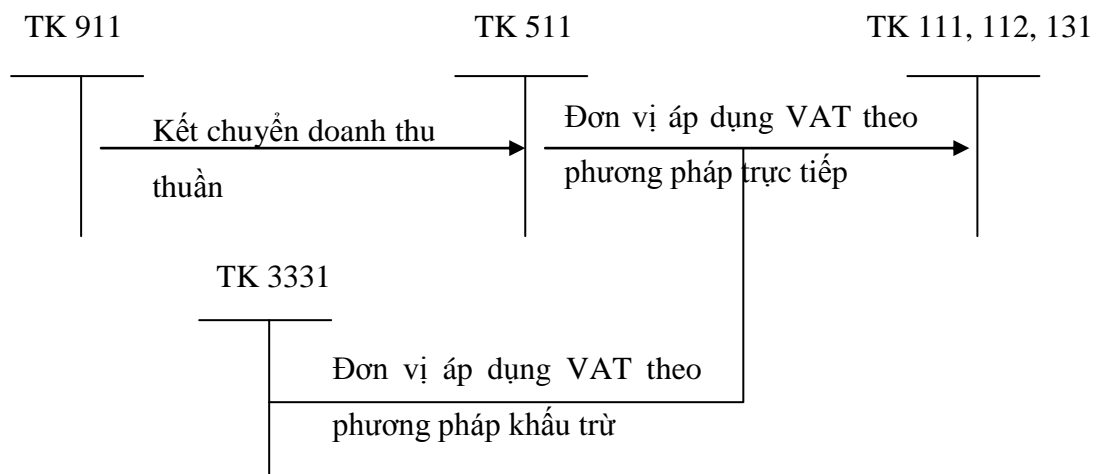 TK 911
TK 511
TK 111, 112, 131
Kết chuyển doanh thu
thuần
Đơn vị áp dụng VAT theo
phương pháp trực tiếp
TK 3331
Đơn vị áp dụng VAT theo
phương pháp khấu trừ